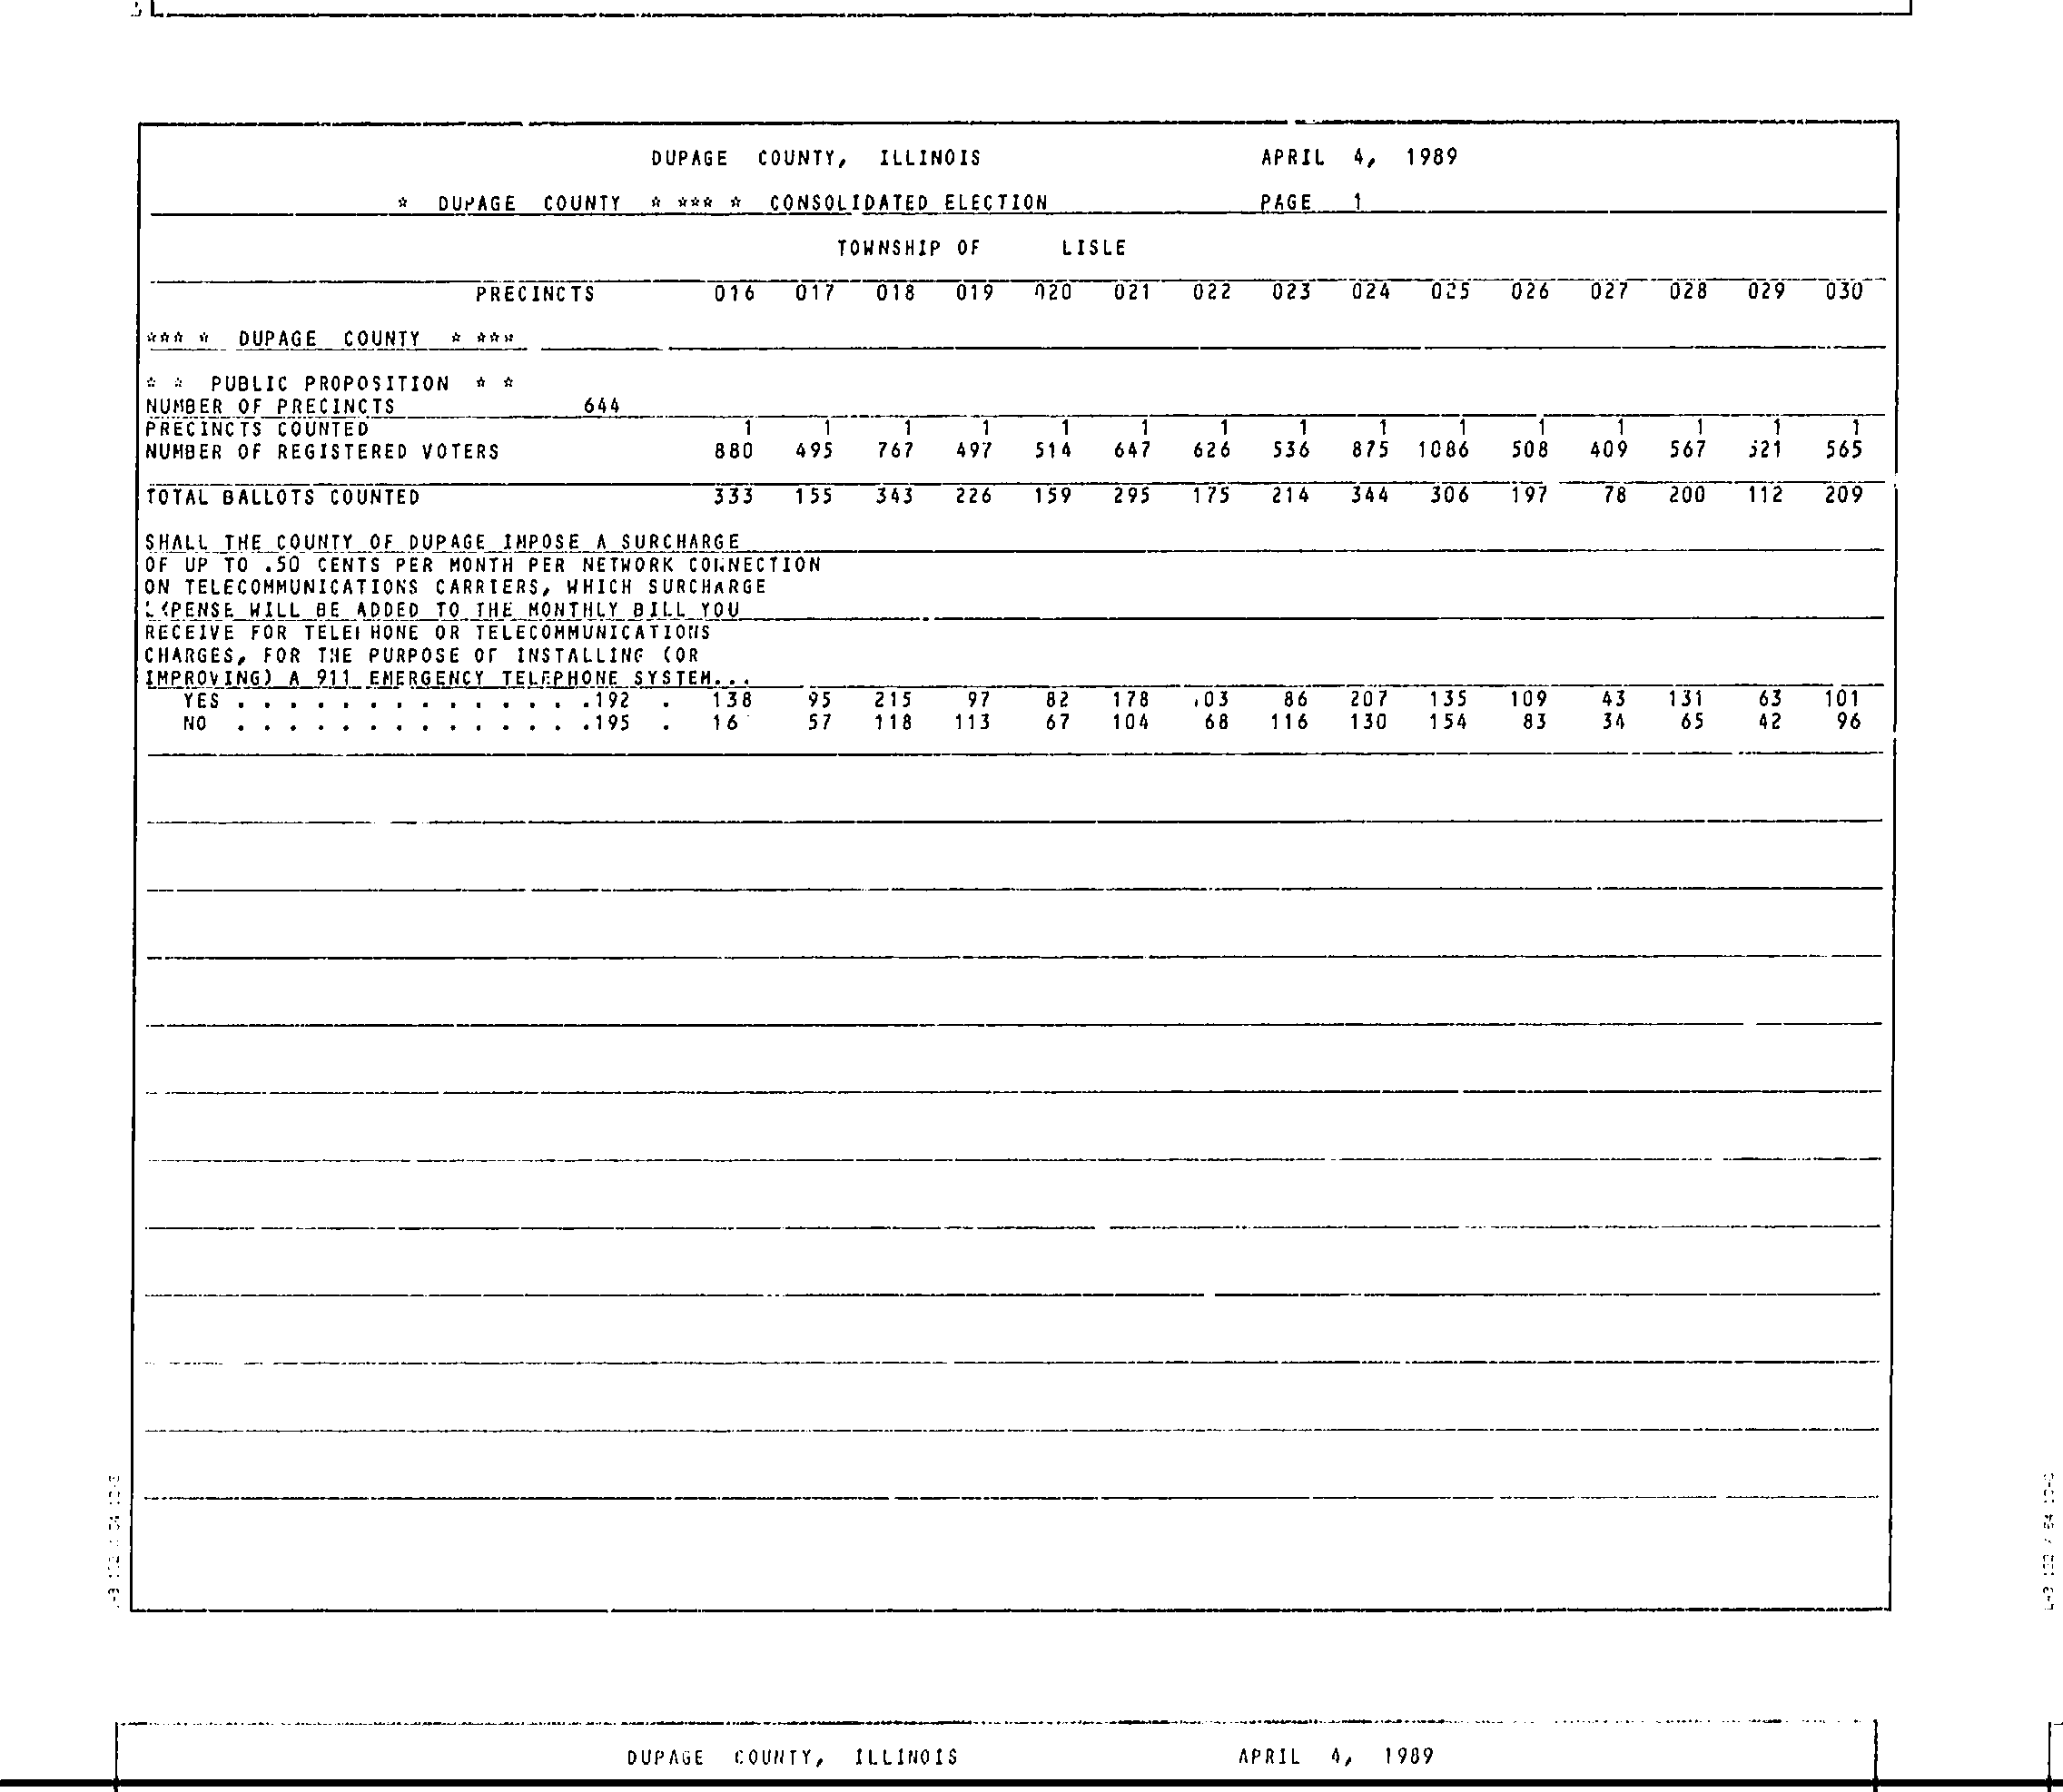 DUPAGE COUNTY, ILLINOIS APRIL 4, 1989
* DUPAGE COUNTY * *** * CONSOLIDATED ELECTION PAGE 1
TOWNSHIP OF LISLE
PRECINCTS 016 017 018 019 020 021 022 023 024 025 026 027 028 029 030
*** * DUPAGE COUNTY * ***
* * PUBLIC PROPOSITION * *
NUMBER OF PRECINCTS 644
PRECINCTS COUNTED 1 1 1 1 1 1 1 1 1 1 1 1 1 1 1
NUMBER OF REGISTERED VOTERS 880 495 767 497 514 647 626 536 875 1086 508 409 567 521 565
TOTAL BALLOTS COUNTED 333 155 343 226 159 295 175 214 344 306 197 78 200 112 209
SHALL THE COUNTY OF DUPAGE IMPOSE A SURCHARGE
OF UP TO .50 CENTS PER MONTH PER NETWORK CONNECTION
ON TELECOMMUNICATIONS CARRIERS, WHICH SURCHARGE
EXPENSE WILL BE ADDED TO THE MONTHLY BILL YOU
RECEIVE FOR TELEPHONE OR TELECOMMUNICATIONS
CHARGES, FOR THE PURPOSE OF INSTALLING (OR
IMPROVING) A 911 EMERGENCY TELEPHONE SYSTEM...
YES . . . . . . . . . . . . . .192 . 138 95 215 97 82 178 103 86 207 135 109 43 131 63 101
NO . . . . . . . . . . . . . .195 . 57 118 113 67 104 68 116 130 154 83 34 65 42 96
DUPAGE COUNTY, ILLINOIS APRIL 4, 1989